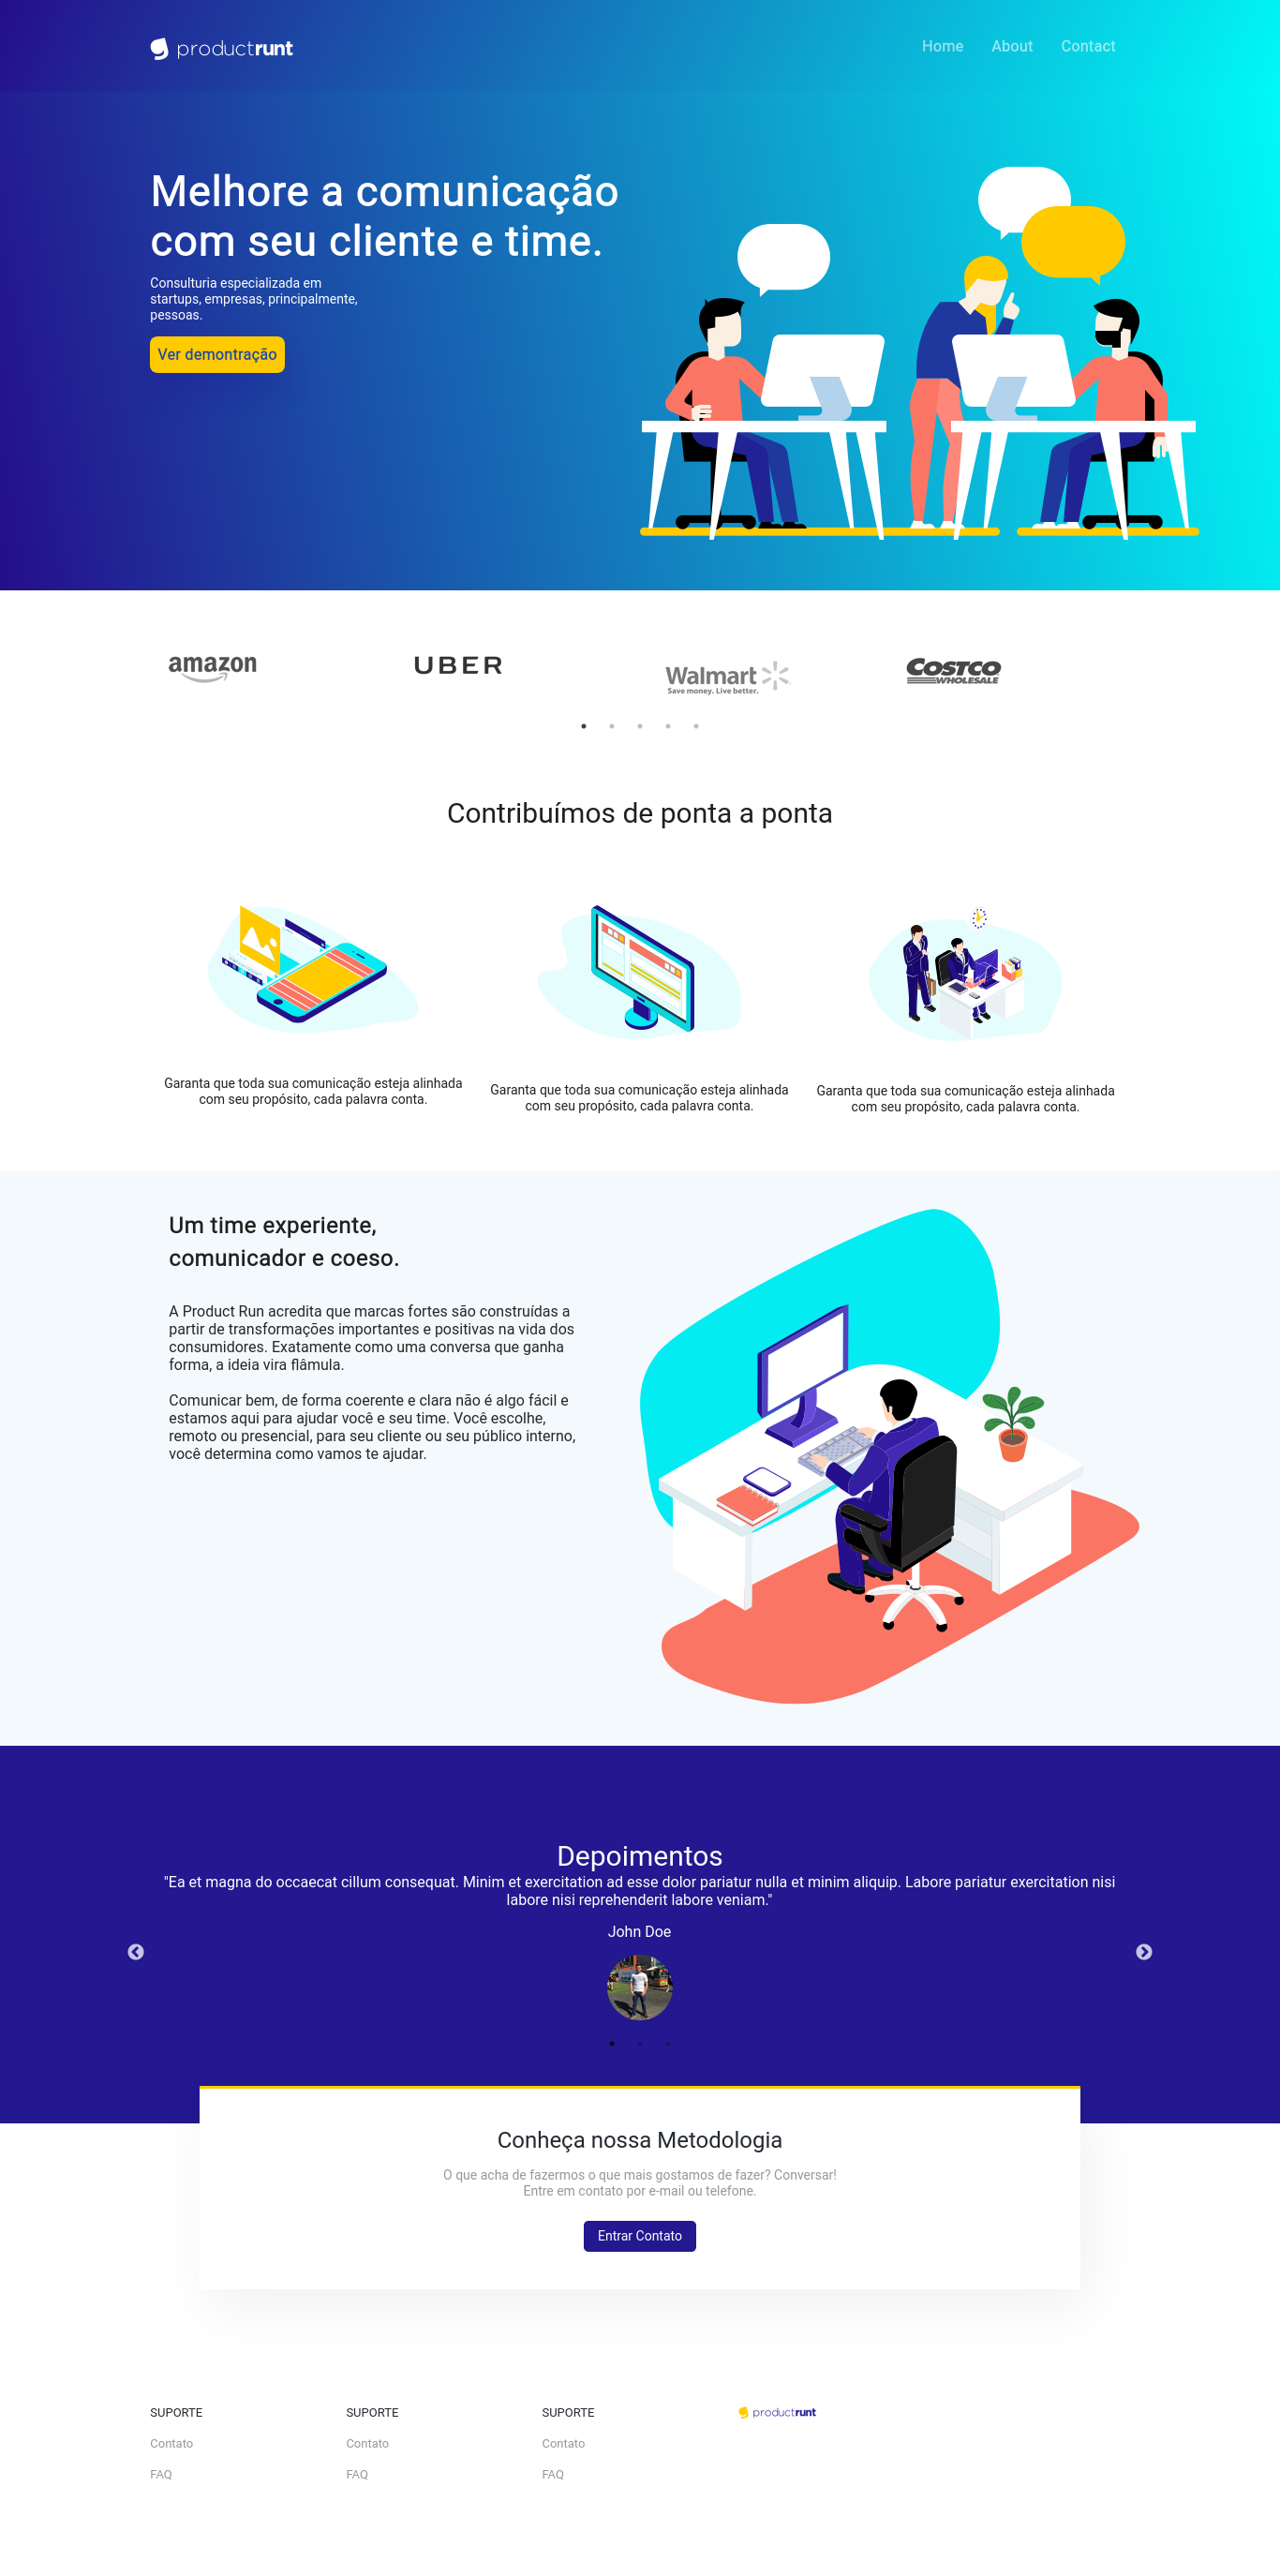 productrunt
Home About Contact
Melhore a comunicação
com seu cliente e time.
Consulturia especializada em
startups, empresas, principalmente,
pessoas.
Ver demontração
amazon
UBER
Walmart
Save money. Live better.
COSTCO
WHOLESALE
Contribuímos de ponta a ponta
Garanta que toda sua comunicação esteja alinhada
com seu propósito, cada palavra conta.
Garanta que toda sua comunicação esteja alinhada
com seu propósito, cada palavra conta.
Garanta que toda sua comunicação esteja alinhada
com seu propósito, cada palavra conta.
Um time experiente,
comunicador e coeso.
A Product Run acredita que marcas fortes são construídas a
partir de transformações importantes e positivas na vida dos
consumidores. Exatamente como uma conversa que ganha
forma, a ideia vira flâmula.
Comunicar bem, de forma coerente e clara não é algo fácil e
estamos aqui para ajudar você e seu time. Você escolhe,
remoto ou presencial, para seu cliente ou seu público interno,
você determina como vamos te ajudar.
Depoimentos
"Ea et magna do occaecat cillum consequat. Minim et exercitation ad esse dolor pariatur nulla et minim aliquip. Labore pariatur exercitation nisi
labore nisi reprehenderit labore veniam."
John Doe
Conheça nossa Metodologia
O que acha de fazermos o que mais gostamos de fazer? Conversar!
Entre em contato por e-mail ou telefone.
Entrar Contato
SUPORTE
Contato
FAQ
SUPORTE
Contato
FAQ
SUPORTE
Contato
FAQ
productrunt